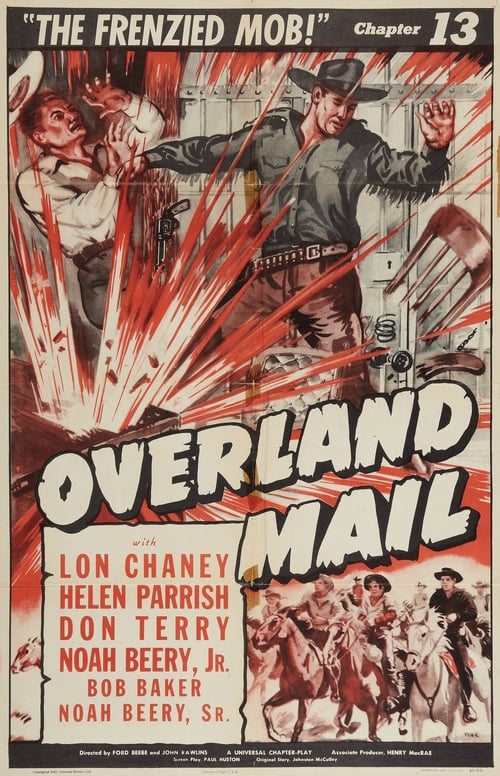 "THE FRENZIED MOB!" Chapter 13
OVERLAND
MAIL
with
LON CHANEY
HELEN PARRISH
DON TERRY
NOAH BEERY, JR.
BOB BAKER
NOAH BEERY, SR.
Directed by FORD BEEBE and JOHN RAWLINS A UNIVERSAL CHAPTER-PLAY Associate Producer, HENRY MacRAE
Screen Play, PAUL HUSTON Original Story, Johnston McCulley